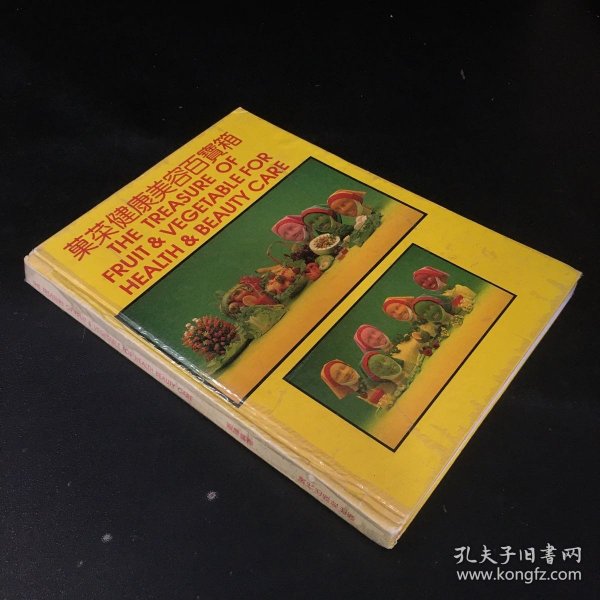 菓菜健康美容百寶箱
THE TREASURE OF
FRUIT & VEGETABLE FOR
HEALTH & BEAUTY CARE
孔夫子旧書网
www.kongfz.com